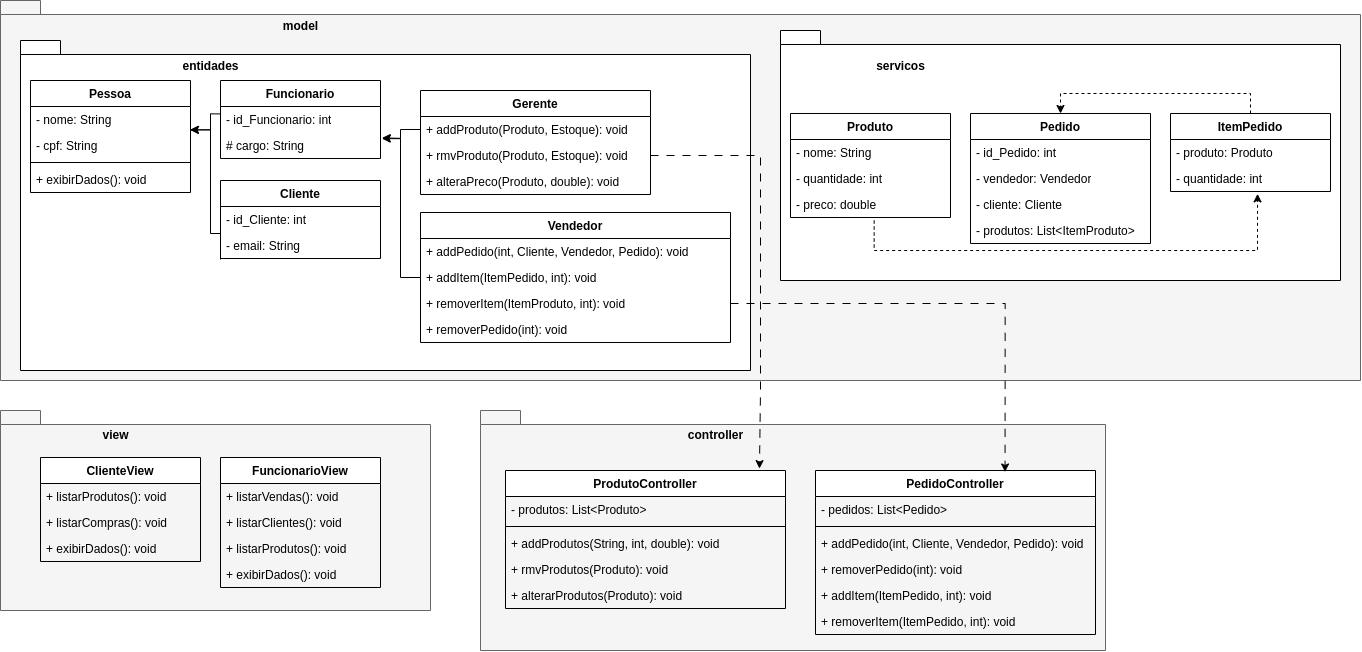 model
entidades
Pessoa
- nome: String
- cpf: String
+ exibirDados(): void
Funcionario
- id_Funcionario: int
# cargo: String
Cliente
- id_Cliente: int
- email: String
Gerente
+ addProduto(Produto, Estoque): void
+ rmvProduto(Produto, Estoque): void
+ alteraPreco(Produto, double): void
Vendedor
+ addPedido(int, Cliente, Vendedor, Pedido): void
+ addItem(ItemPedido, int): void
+ removerItem(ItemProduto, int): void
+ removerPedido(int): void
servicos
Produto
- nome: String
- quantidade: int
- preco: double
Pedido
- id_Pedido: int
- vendedor: Vendedor
- cliente: Cliente
- produtos: List<ItemProduto>
ItemPedido
- produto: Produto
- quantidade: int
view
ClienteView
+ listarProdutos(): void
+ listarCompras(): void
+ exibirDados(): void
FuncionarioView
+ listarVendas(): void
+ listarClientes(): void
+ listarProdutos(): void
+ exibirDados(): void
controller
ProdutoController
- produtos: List<Produto>
+ addProdutos(String, int, double): void
+ rmvProdutos(Produto): void
+ alterarProdutos(Produto): void
PedidoController
- pedidos: List<Pedido>
+ addPedido(int, Cliente, Vendedor, Pedido): void
+ removerPedido(int): void
+ addItem(ItemPedido, int): void
+ removerItem(ItemPedido, int): void